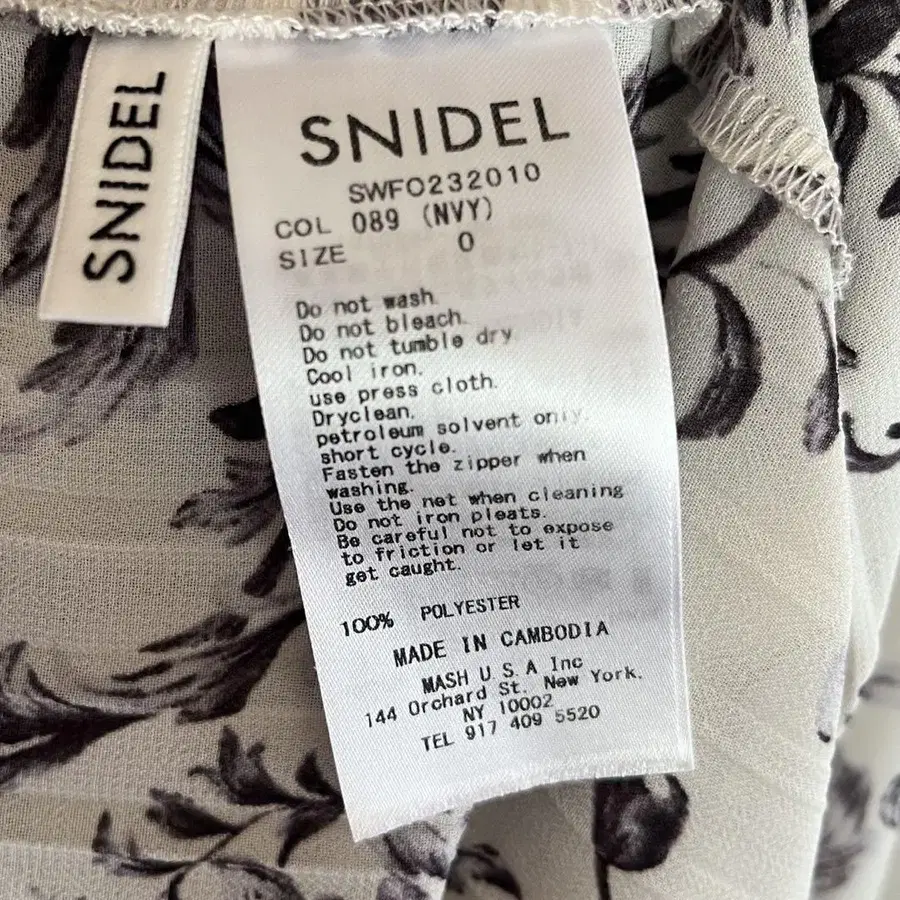 SNIDEL
SNIDEL
SWFO232010
COL 089 (NVY)
SIZE 0
Do not wash.
Do not bleach.
Do not tumble dry
Cool iron.
use press cloth.
Dryclean.
petroleum solvent only.
short cycle.
Fasten the zipper when
washing.
Use the net when cleaning
Do not iron pleats.
Be careful not to expose
to friction or let it
get caught.
100% POLYESTER
MADE IN CAMBODIA
MASH U.S.A Inc
144 Orchard St. New York.
NY 10002
TEL 917 409 5520